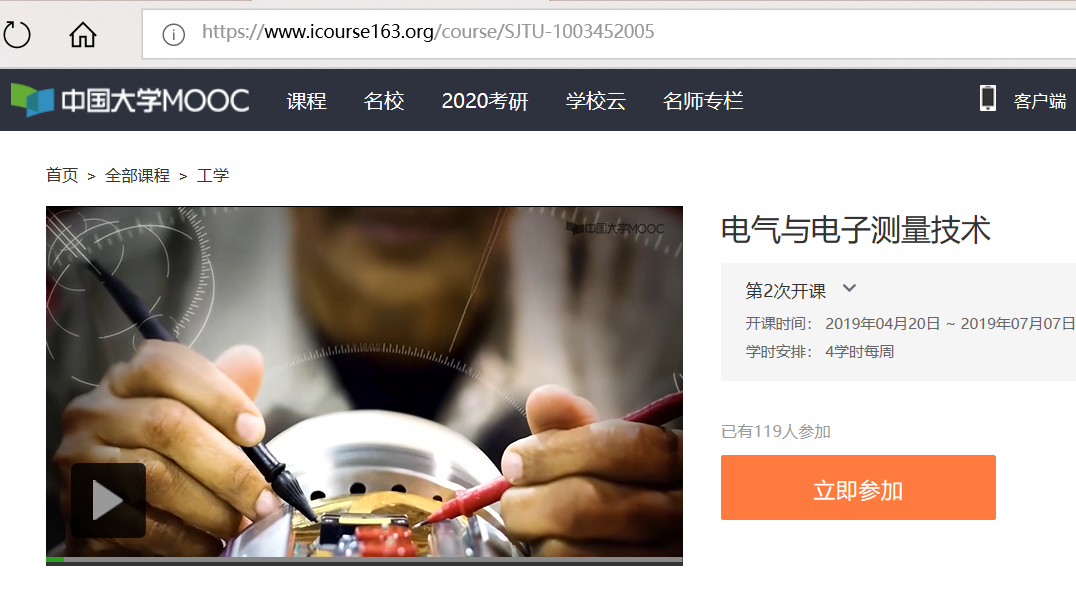 https://www.icourse163.org/course/SJTU-1003452005
中国大学MOOC 课程 名校 2020考研 学校云 名师专栏 客户端
首页 > 全部课程 > 工学
中国大学MOOC
电气与电子测量技术
第2次开课
开课时间： 2019年04月20日 ~ 2019年07月07日
学时安排： 4学时每周
已有119人参加
立即参加